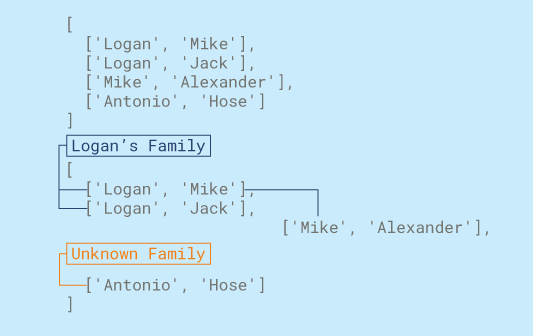 [
['Logan', 'Mike'],
['Logan', 'Jack'],
['Mike', 'Alexander'],
['Antonio', 'Hose']
]
Logan's Family
[
['Logan', 'Mike'],
['Logan', 'Jack'],
['Mike', 'Alexander'],
Unknown Family
['Antonio', 'Hose']
]